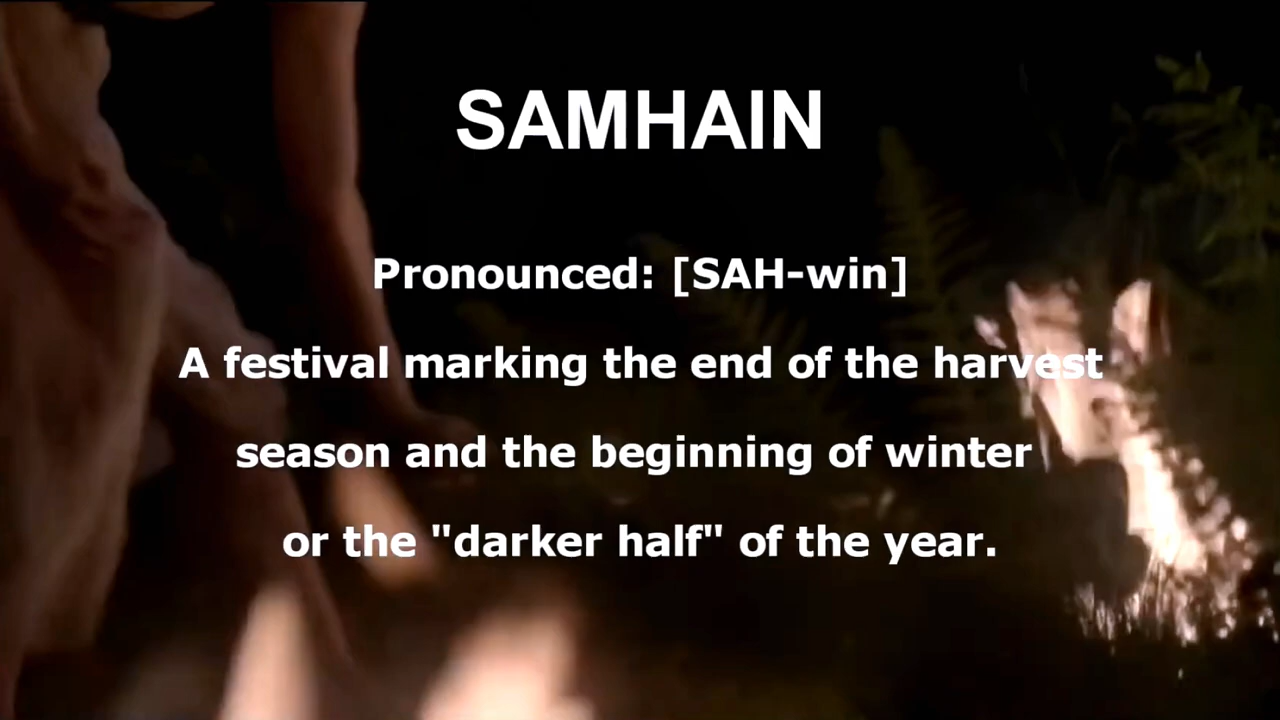 SAMHAIN
Pronounced: [SAH-win]
A festival marking the end of the harvest
season and the beginning of winter
or the "darker half" of the year.